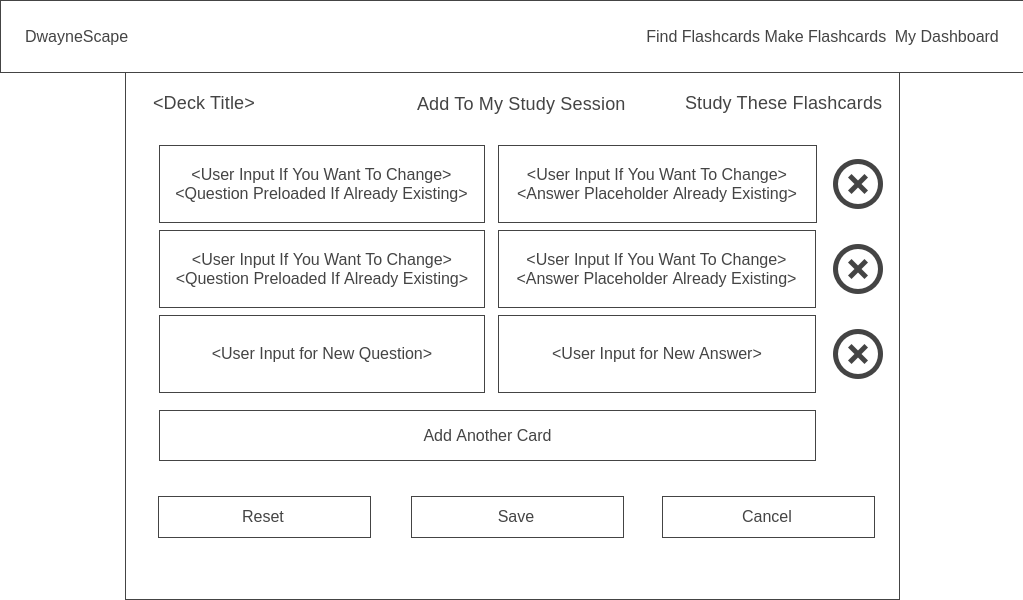 DwayneScape
Find Flashcards Make Flashcards My Dashboard
<Deck Title>
Add To My Study Session
Study These Flashcards
<User Input If You Want To Change>
<Question Preloaded If Already Existing>
<User Input If You Want To Change>
<Answer Placeholder Already Existing>
<User Input If You Want To Change>
<Question Preloaded If Already Existing>
<User Input If You Want To Change>
<Answer Placeholder Already Existing>
<User Input for New Question>
<User Input for New Answer>
Add Another Card
Reset
Save
Cancel